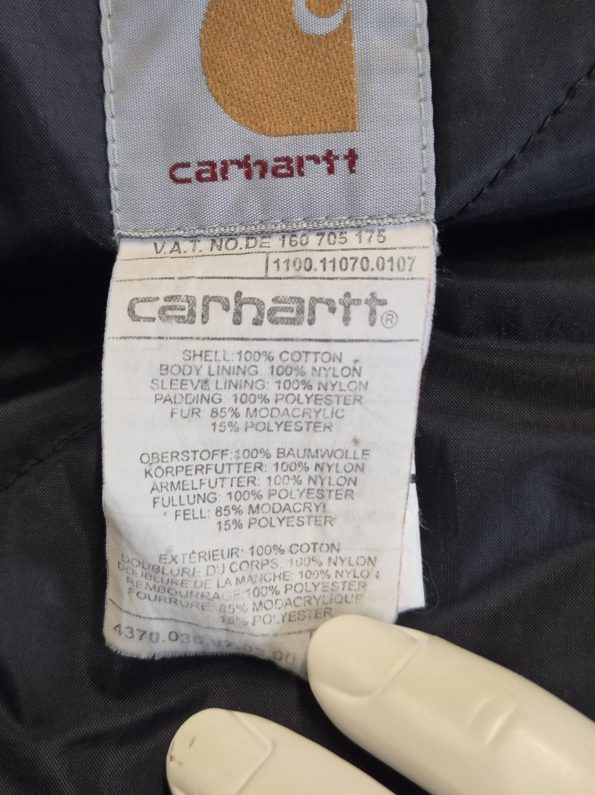 carhartt
V.A.T. NO.DE 160 705 175
1100.11070.0107
carhartt®
SHELL:100% COTTON
BODY LINING: 100% NYLON
SLEEVE LINING: 100% NYLON
PADDING: 100% POLYESTER
FUR: 85% MODACRYLIC
15% POLYESTER
OBERSTOFF:100% BAUMWOLLE
KÖRPERFUTTER: 100% NYLON
ARMELFUTTER: 100% NYLON
FULLUNG: 100% POLYESTER
FELL: 85% MODACRYL
15% POLYESTER
EXTÉRIEUR: 100% COTON
DOUBLURE DU CORPS: 100% NYLON
DOUBLURE DE LA MANCHE: 100% NYLON
REMBOURRAGE:100% POLYESTER
FOURRURE: 85% MODACRYLIQUE
15% POLYESTER